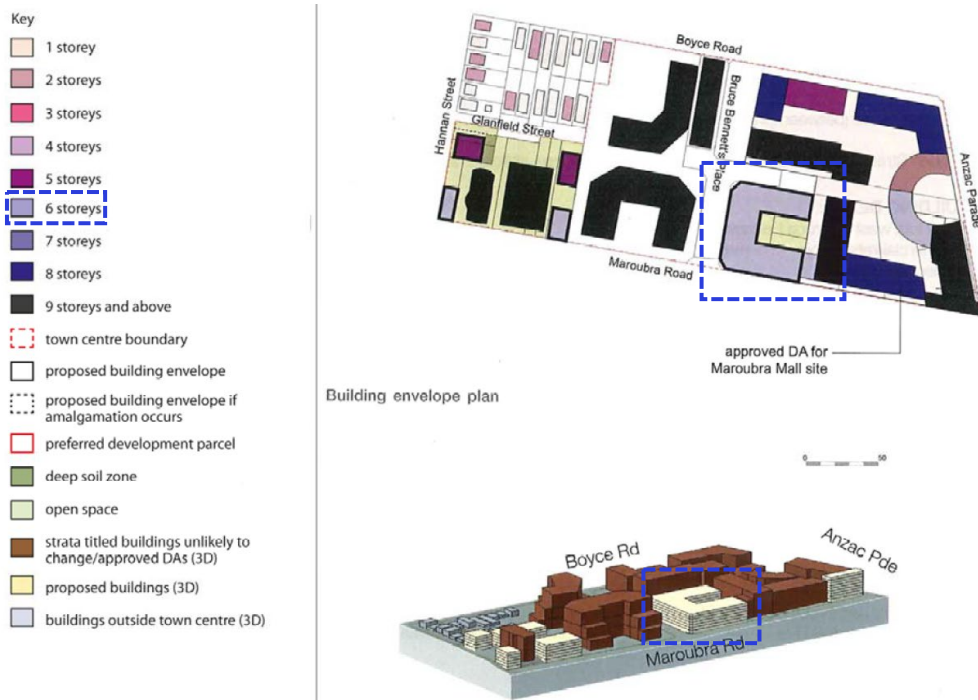 Key
1 storey
2 storeys
3 storeys
4 storeys
5 storeys
6 storeys
7 storeys
8 storeys
9 storeys and above
town centre boundary
proposed building envelope
proposed building envelope if
amalgamation occurs
preferred development parcel
deep soil zone
open space
strata titled buildings unlikely to
change/approved DAs (3D)
proposed buildings (3D)
buildings outside town centre (3D)
Boyce Road
Hannan Street
Glanfield Street
Bruce Bennett's place
Anzac Parade
Maroubra Road
approved DA for
Maroubra Mall site
Building envelope plan
0 50
Boyce Rd
Anzac Pde
Maroubra Rd